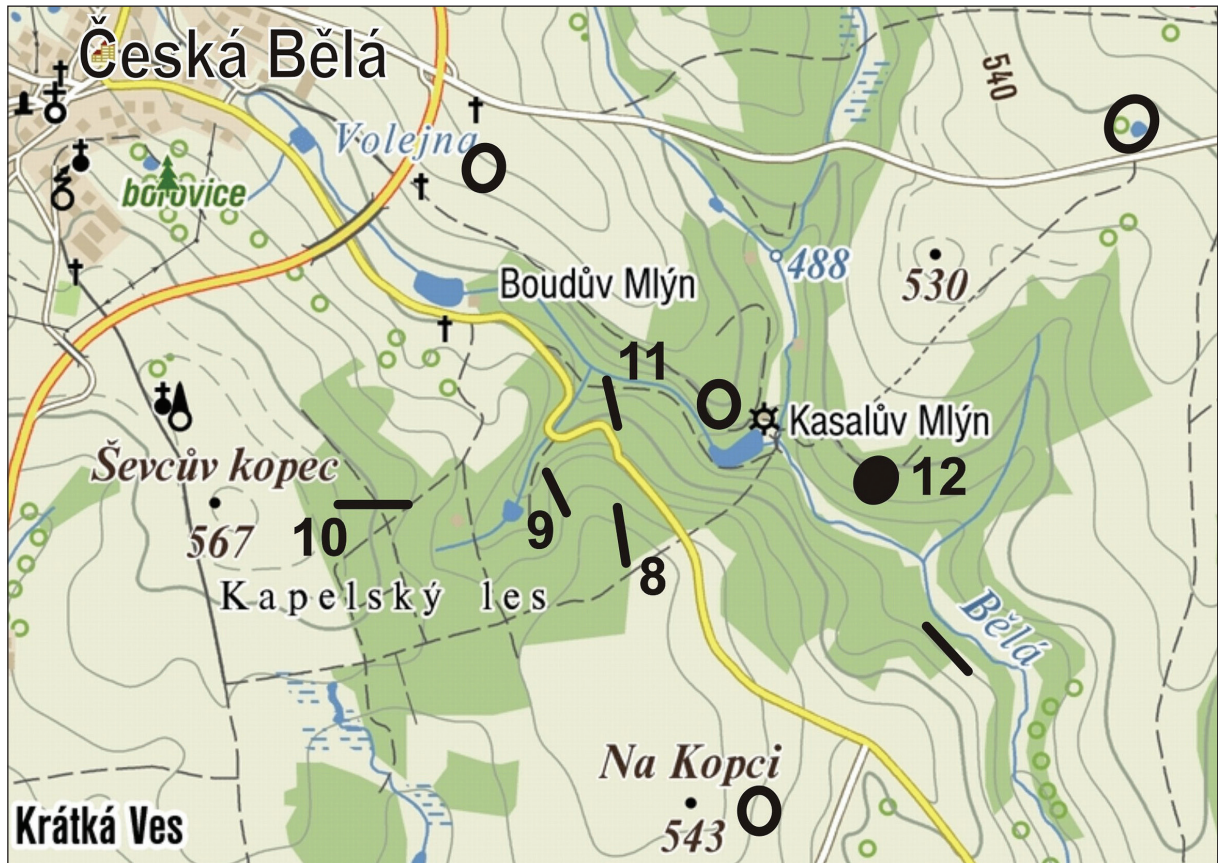 Česká Bělá
540
Volejna
borovice
488
530
Boudův Mlýn
11
Kasalův Mlýn
Ševcův kopec
567
10
9
12
8
Kapelský les
Bělá
Na Kopci
543
Krátká Ves